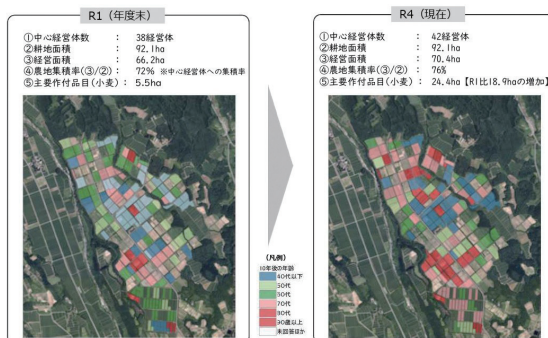 R1（年度末）
①中心経営体数　：　38経営体
②耕地面積　：　92.1ha
③経営面積　：　66.2ha
④農地集積率(③/②)：　72%　※中心経営体への集積率
⑤主要作付品目(小麦)：　5.5ha
R4（現在）
①中心経営体数　：　42経営体
②耕地面積　：　92.1ha
③経営面積　：　70.4ha
④農地集積率(③/②)：　76%
⑤主要作付品目(小麦)：　24.4ha【R1比18.9haの増加】
(凡例)
10年後の年齢
40代以下
50代
60代
70代
80代
90歳以上
未回答ほか